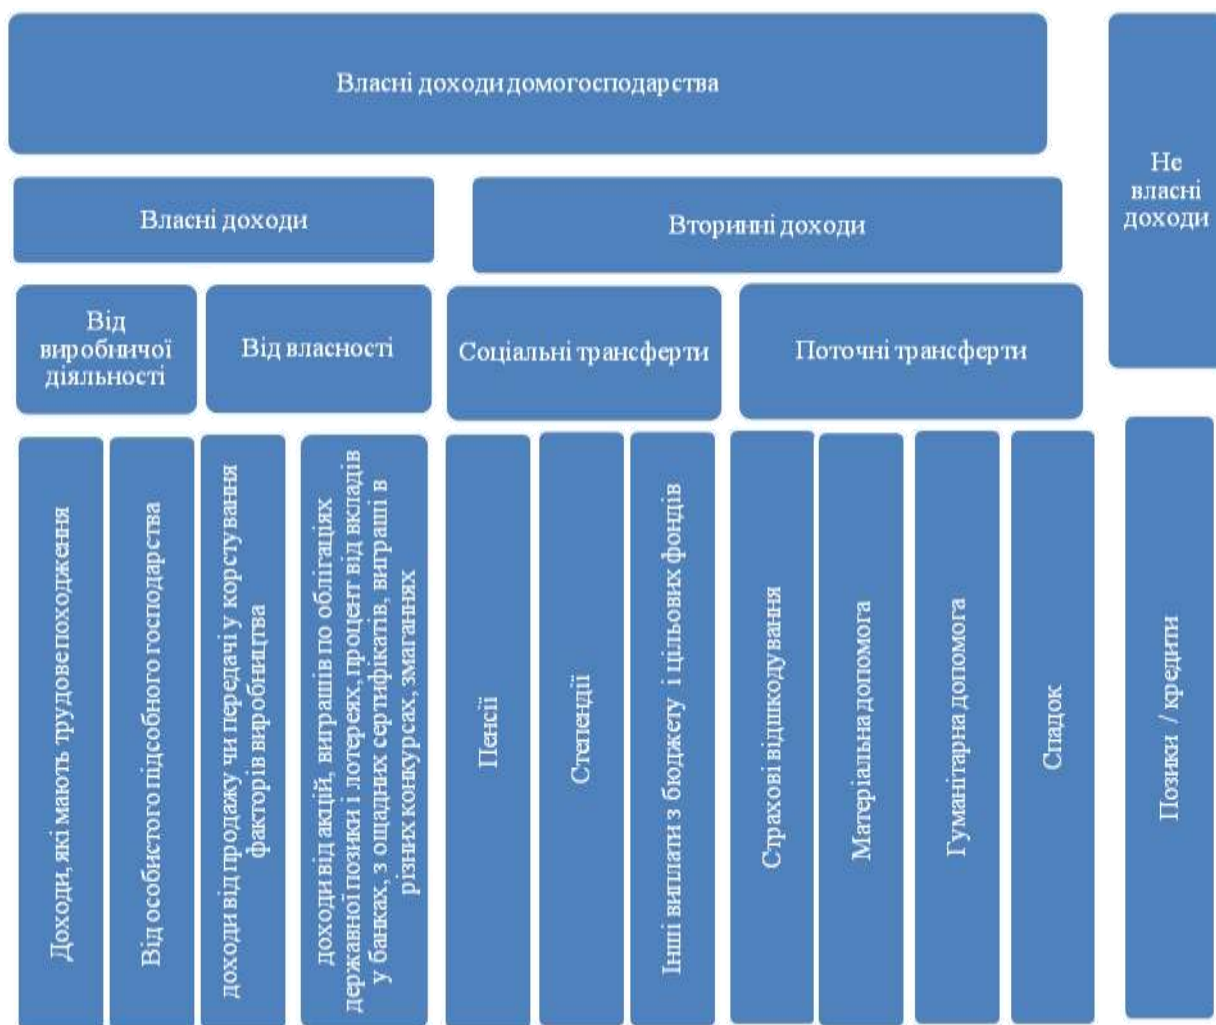 Власні доходи домогосподарства
Не
власні
доходи
Власні доходи
Вторинні доходи
Від
виробничої
діяльності
Від власності
Соціальні трансферти
Поточні трансферти
Доходи, які мають трудове походження
Від особистого підсобного господарства
доходи від продажу чи передачі у корстування
факторів виробництва
доходи від акцій, виграшів по облігаціях
державної позики і лотереях, процент від вкладів
у банках, з ощадних сертифікатів, виграші в
різних конкурсах, змаганнях
Пенсії
Степендії
Інші виплати з бюджету і цільових фондів
Страхові відшкодування
Матеріальна допомога
Гуманітарна допомога
Спадок
Позики / кредити